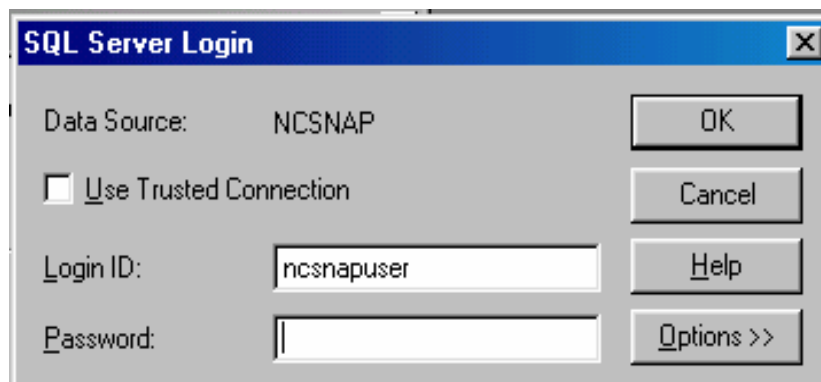 SQL Server Login
Data Source: NCSNAP OK
Use Trusted Connection Cancel
Login ID: ncsnapuser Help
Password: Options >>